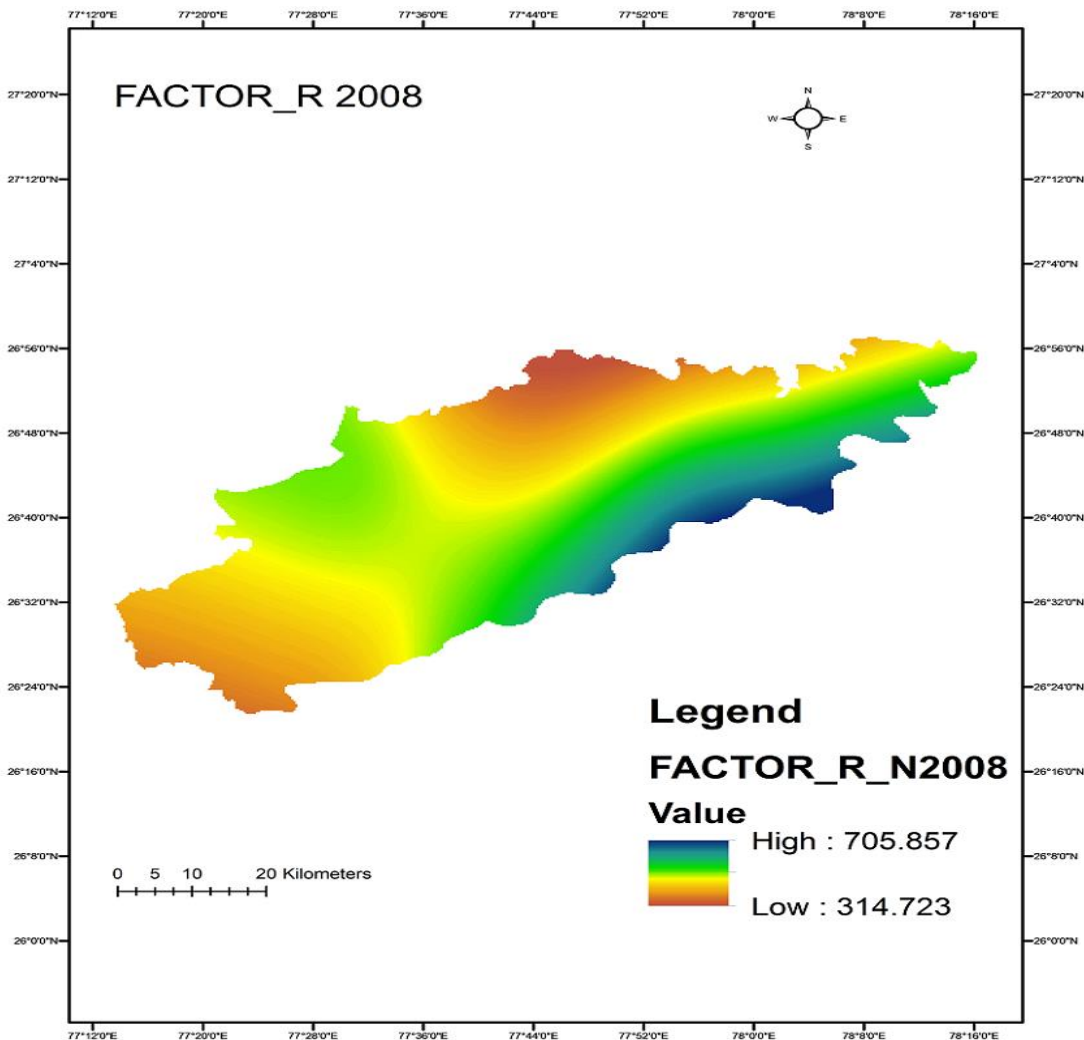 77°12'0"E 77°20'0"E 77°28'0"E 77°36'0"E 77°44'0"E 77°52'0"E 78°0'0"E 78°8'0"E 78°16'0"E
FACTOR_R 2008
N
W E
S
27°20'0"N 27°20'0"N
27°12'0"N 27°12'0"N
27°4'0"N 27°4'0"N
26°56'0"N 26°56'0"N
26°48'0"N 26°48'0"N
26°40'0"N 26°40'0"N
26°32'0"N 26°32'0"N
26°24'0"N 26°24'0"N
Legend
FACTOR_R_N2008
26°16'0"N 26°16'0"N
Value
High : 705.857
26°8'0"N 26°8'0"N
0 5 10 20 Kilometers
Low : 314.723
26°0'0"N 26°0'0"N
77°12'0"E 77°20'0"E 77°28'0"E 77°36'0"E 77°44'0"E 77°52'0"E 78°0'0"E 78°8'0"E 78°16'0"E